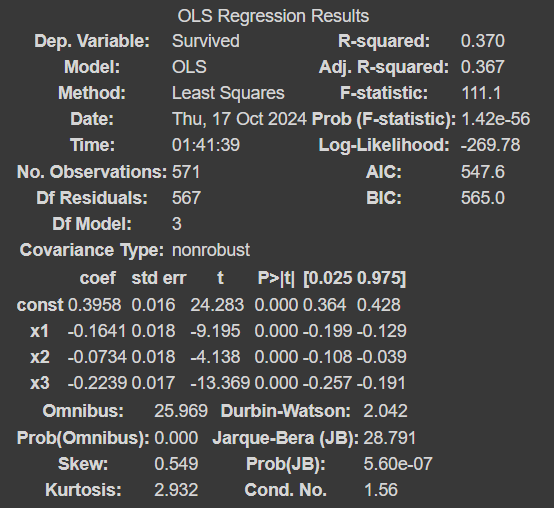 OLS Regression Results
Dep. Variable: Survived R-squared: 0.370
Model: OLS Adj. R-squared: 0.367
Method: Least Squares F-statistic: 111.1
Date: Thu, 17 Oct 2024 Prob (F-statistic): 1.42e-56
Time: 01:41:39 Log-Likelihood: -269.78
No. Observations: 571 AIC: 547.6
Df Residuals: 567 BIC: 565.0
Df Model: 3
Covariance Type: nonrobust
coef std err t P>|t| [0.025 0.975]
const 0.3958 0.016 24.283 0.000 0.364 0.428
x1 -0.1641 0.018 -9.195 0.000 -0.199 -0.129
x2 -0.0734 0.018 -4.138 0.000 -0.108 -0.039
x3 -0.2239 0.017 -13.369 0.000 -0.257 -0.191
Omnibus: 25.969 Durbin-Watson: 2.042
Prob(Omnibus): 0.000 Jarque-Bera (JB): 28.791
Skew: 0.549 Prob(JB): 5.60e-07
Kurtosis: 2.932 Cond. No. 1.56